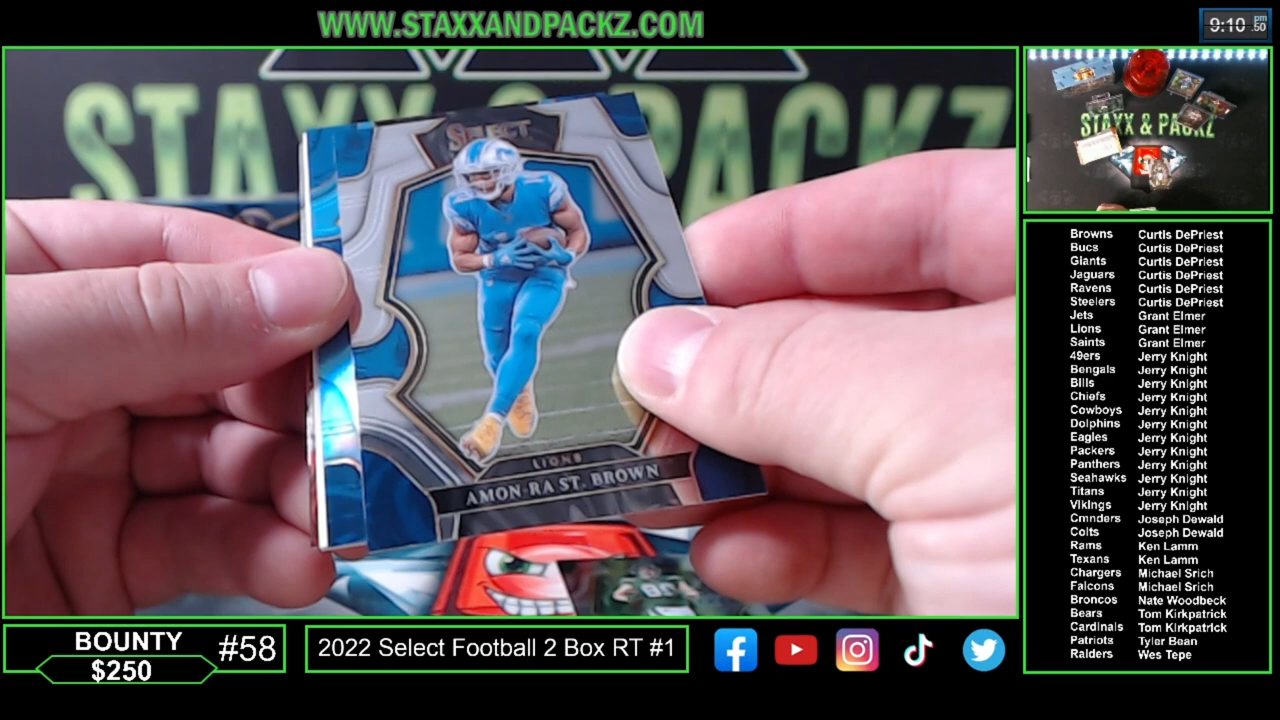 WWW.STAXXANDPACKZ.COM
9:10 pm .50
STAXX & PACKZ
SELECT
LIONS
AMON-RA ST. BROWN
STAXX & PACKZ
Browns Curtis DePriest
Bucs Curtis DePriest
Giants Curtis DePriest
Jaguars Curtis DePriest
Ravens Curtis DePriest
Steelers Curtis DePriest
Jets Grant Elmer
Lions Grant Elmer
Saints Grant Elmer
49ers Jerry Knight
Bengals Jerry Knight
Bills Jerry Knight
Chiefs Jerry Knight
Cowboys Jerry Knight
Dolphins Jerry Knight
Eagles Jerry Knight
Packers Jerry Knight
Panthers Jerry Knight
Seahawks Jerry Knight
Titans Jerry Knight
Vikings Jerry Knight
Cmnders Joseph Dewald
Colts Joseph Dewald
Rams Ken Lamm
Texans Ken Lamm
Chargers Michael Srich
Falcons Michael Srich
Broncos Nate Woodbeck
Bears Tom Kirkpatrick
Cardinals Tom Kirkpatrick
Patriots Tyler Bean
Raiders Wes Tepe
BOUNTY
$250
#58
2022 Select Football 2 Box RT #1